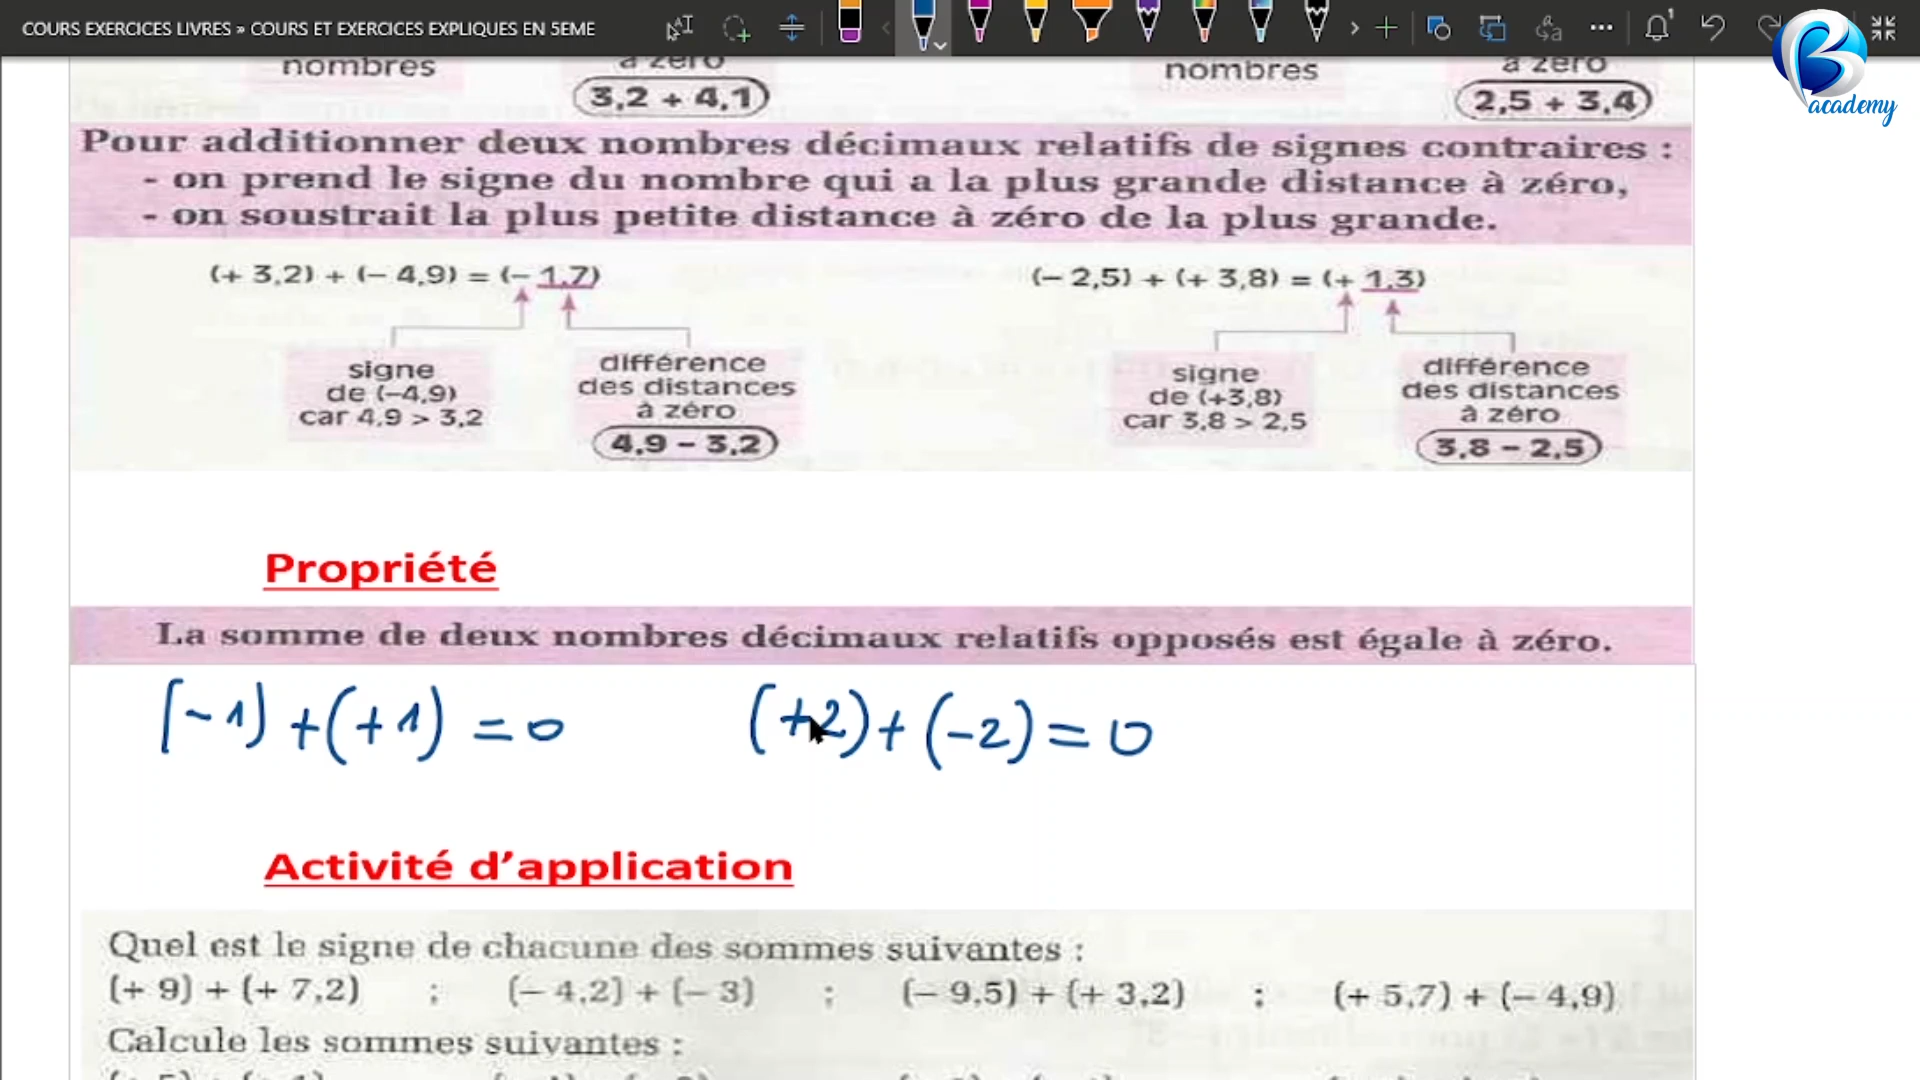 COURS EXERCICES LIVRES » COURS ET EXERCICES EXPLIQUES EN 5EME
academy
nombres à zéro nombres à zéro
3,2 + 4,1 2,5 + 3,4
Pour additionner deux nombres décimaux relatifs de signes contraires :
- on prend le signe du nombre qui a la plus grande distance à zéro,
- on soustrait la plus petite distance à zéro de la plus grande.
(+ 3,2) + (− 4,9) = (− 1,7) (− 2,5) + (+ 3,8) = (+ 1,3)
signe
de (−4,9)
car 4,9 > 3,2
différence
des distances
à zéro
4,9 − 3,2
signe
de (+3,8)
car 3,8 > 2,5
différence
des distances
à zéro
3,8 − 2,5
Propriété
La somme de deux nombres décimaux relatifs opposés est égale à zéro.
(-1) + (+1) = 0 (+2) + (-2) = 0
Activité d’application
Quel est le signe de chacune des sommes suivantes :
(+ 9) + (+ 7,2) ; (− 4,2) + (− 3) ; (− 9,5) + (+ 3,2) ; (+ 5,7) + (− 4,9)
Calcule les sommes suivantes :